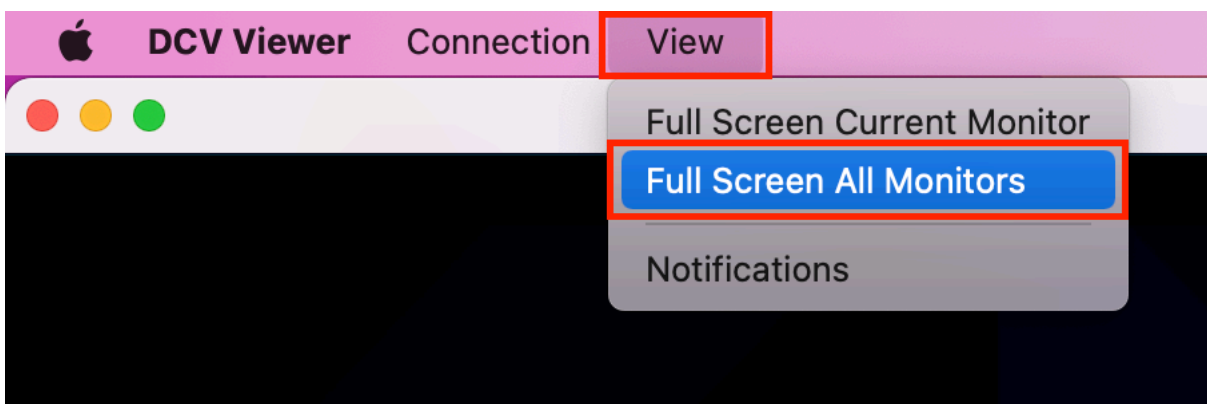 DCV Viewer Connection View
Full Screen Current Monitor
Full Screen All Monitors
Notifications